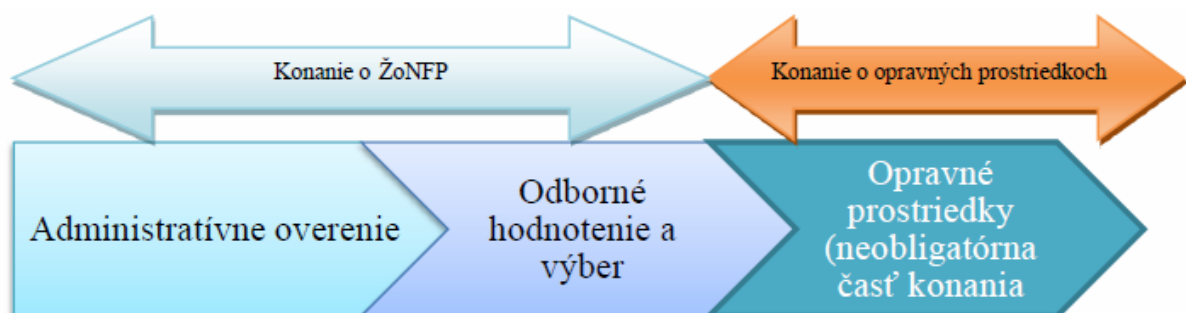 Konanie o ŽoNFP
Konanie o opravných prostriedkoch
Administratívne overenie
Odborné
hodnotenie a
výber
Opravné
prostriedky
(neobligatórna
časť konania